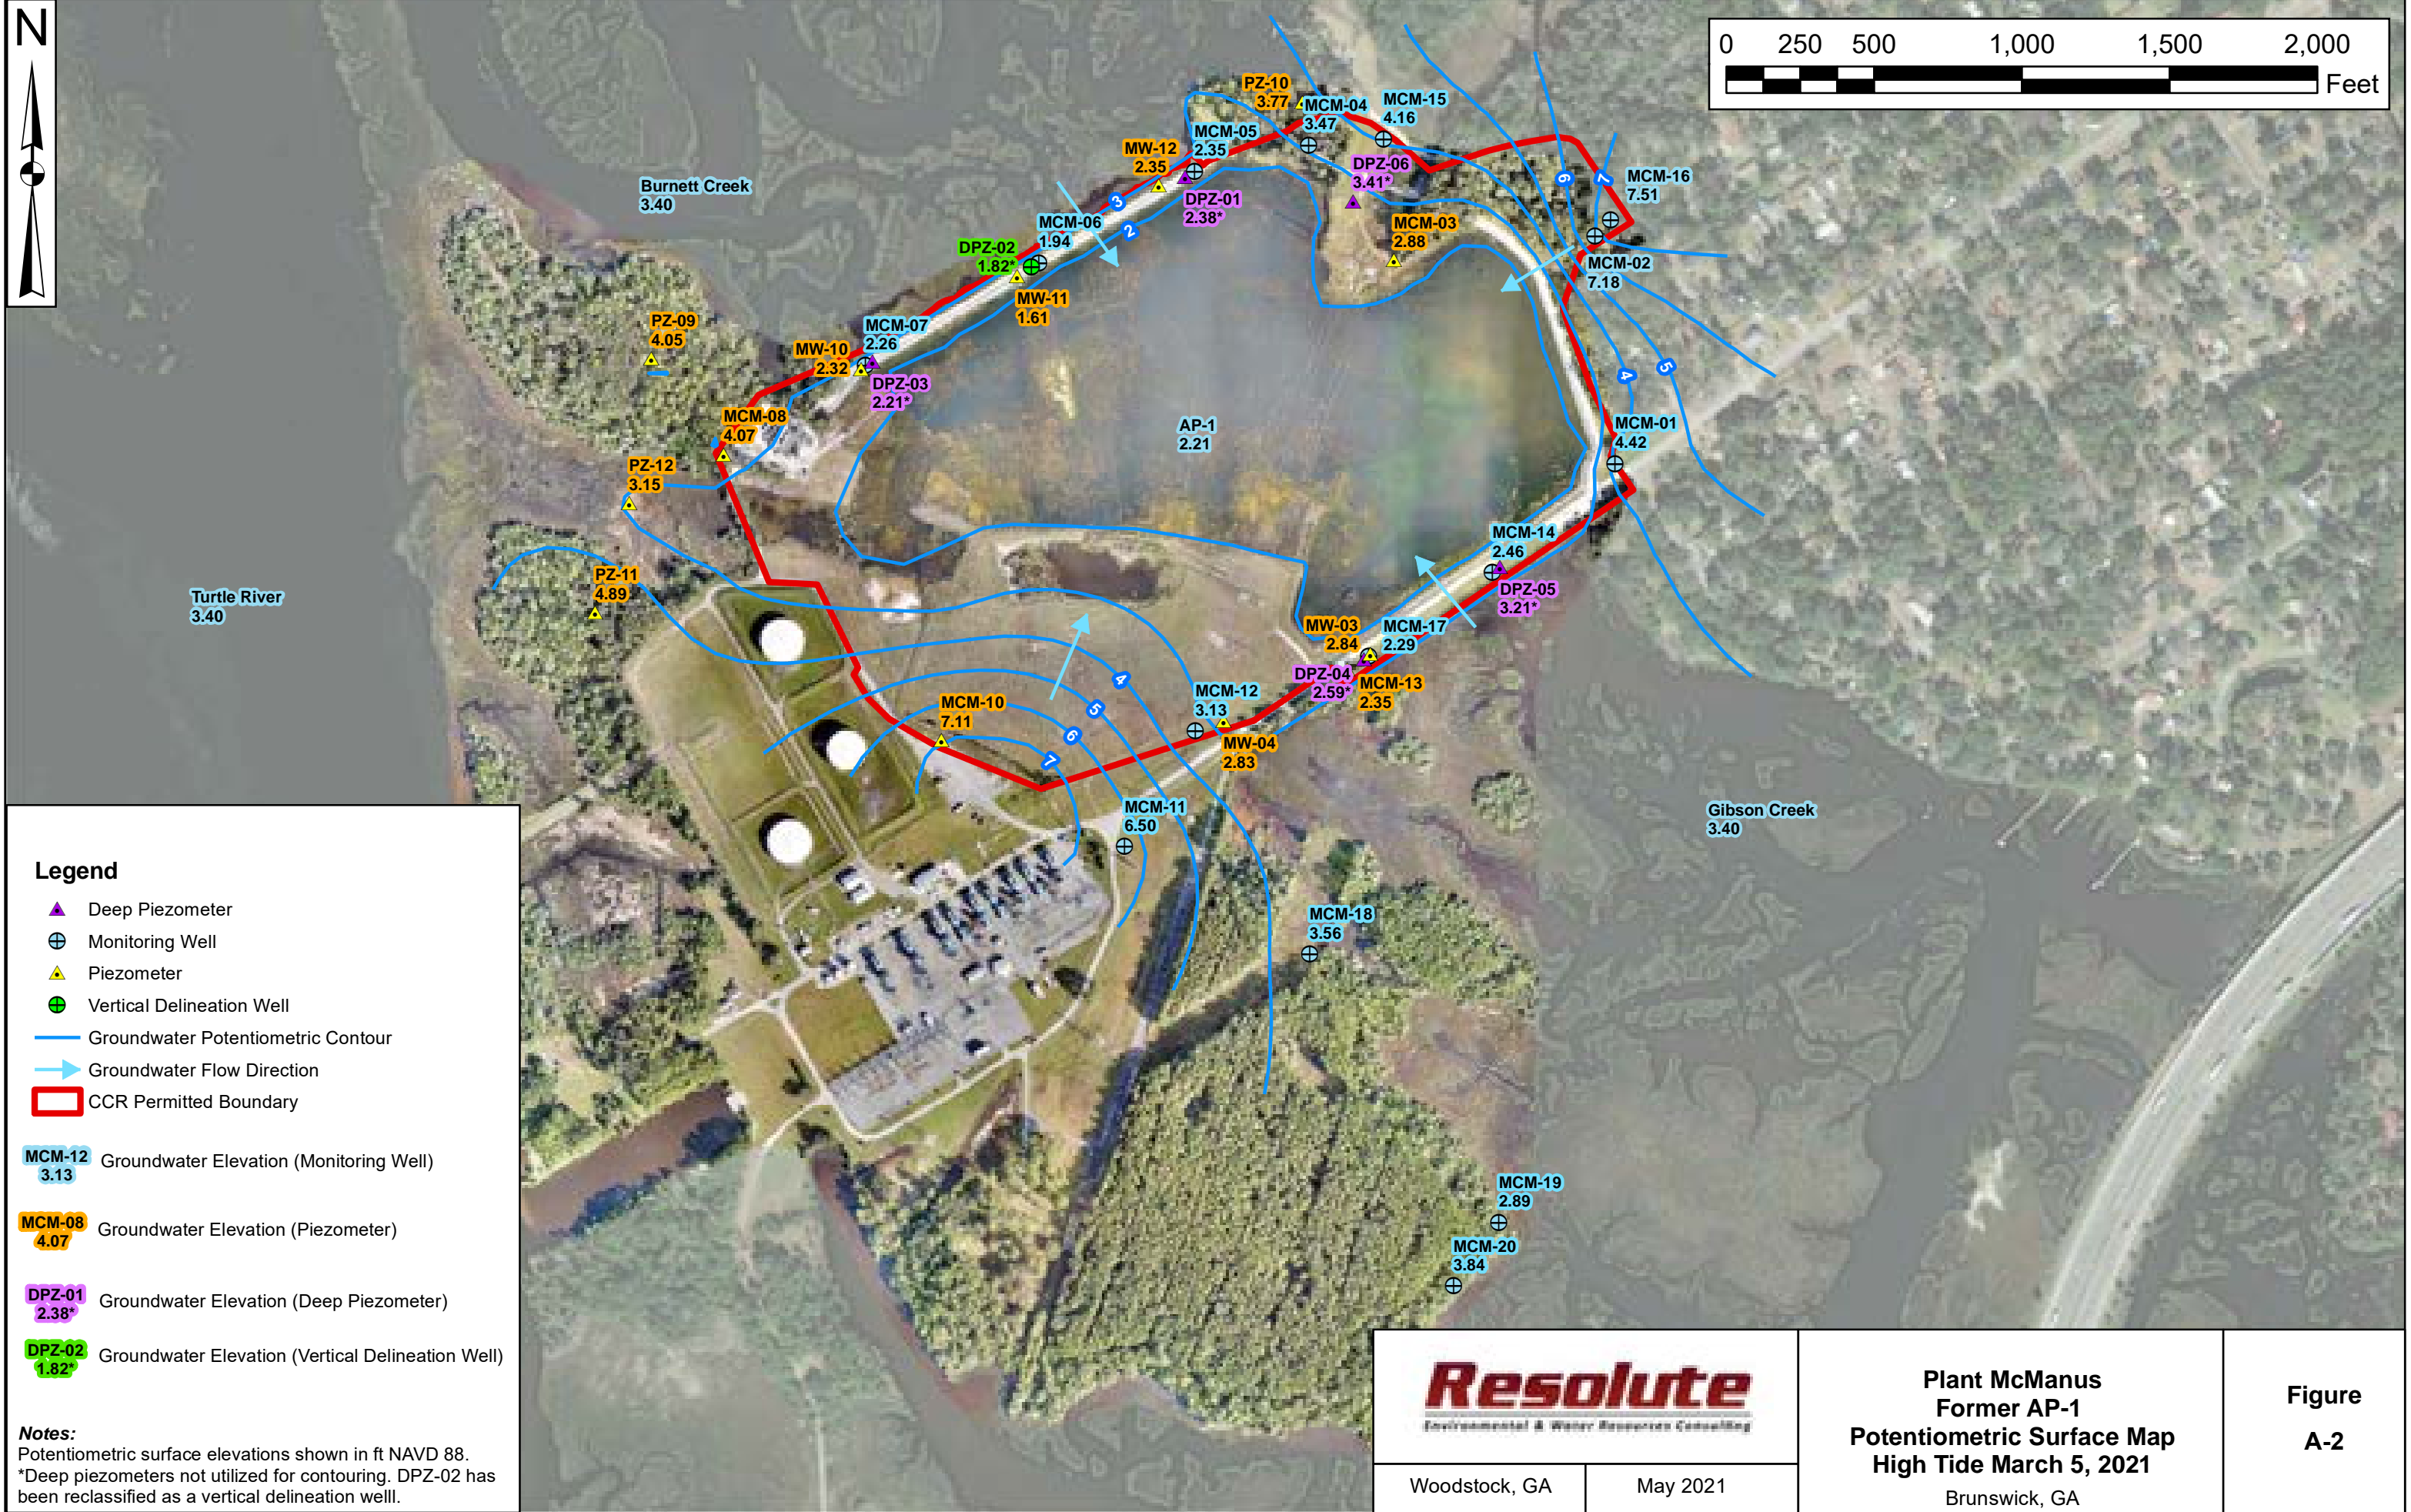 N
0 250 500 1,000 1,500 2,000
Feet
PZ-10
3.77
MCM-04
3.47
MCM-15
4.16
MCM-05
2.35
MW-12
2.35
DPZ-06
3.41*
MCM-16
7.51
6
7
Burnett Creek
3.40
DPZ-01
2.38*
3
2
MCM-06
1.94
MCM-03
2.88
DPZ-02
1.82*
MCM-02
7.18
MW-11
1.61
PZ-09
4.05
MCM-07
2.26
MW-10
2.32
DPZ-03
2.21*
4
5
MCM-08
4.07
AP-1
2.21
MCM-01
4.42
PZ-12
3.15
MCM-14
2.46
PZ-11
4.89
DPZ-05
3.21*
Turtle River
3.40
MW-03
2.84
MCM-17
2.29
DPZ-04
2.59*
MCM-13
2.35
4
5
6
7
MCM-10
7.11
MCM-12
3.13
MW-04
2.83
MCM-11
6.50
Gibson Creek
3.40
MCM-18
3.56
MCM-19
2.89
MCM-20
3.84
Legend
Deep Piezometer
Monitoring Well
Piezometer
Vertical Delineation Well
Groundwater Potentiometric Contour
Groundwater Flow Direction
CCR Permitted Boundary
MCM-12
3.13
Groundwater Elevation (Monitoring Well)
MCM-08
4.07
Groundwater Elevation (Piezometer)
DPZ-01
2.38*
Groundwater Elevation (Deep Piezometer)
DPZ-02
1.82*
Groundwater Elevation (Vertical Delineation Well)
Notes:
Potentiometric surface elevations shown in ft NAVD 88.
*Deep piezometers not utilized for contouring. DPZ-02 has
been reclassified as a vertical delineation welll.
Resolute
Environmental & Water Resources Consulting
Woodstock, GA
May 2021
Plant McManus
Former AP-1
Potentiometric Surface Map
High Tide March 5, 2021
Brunswick, GA
Figure
A-2